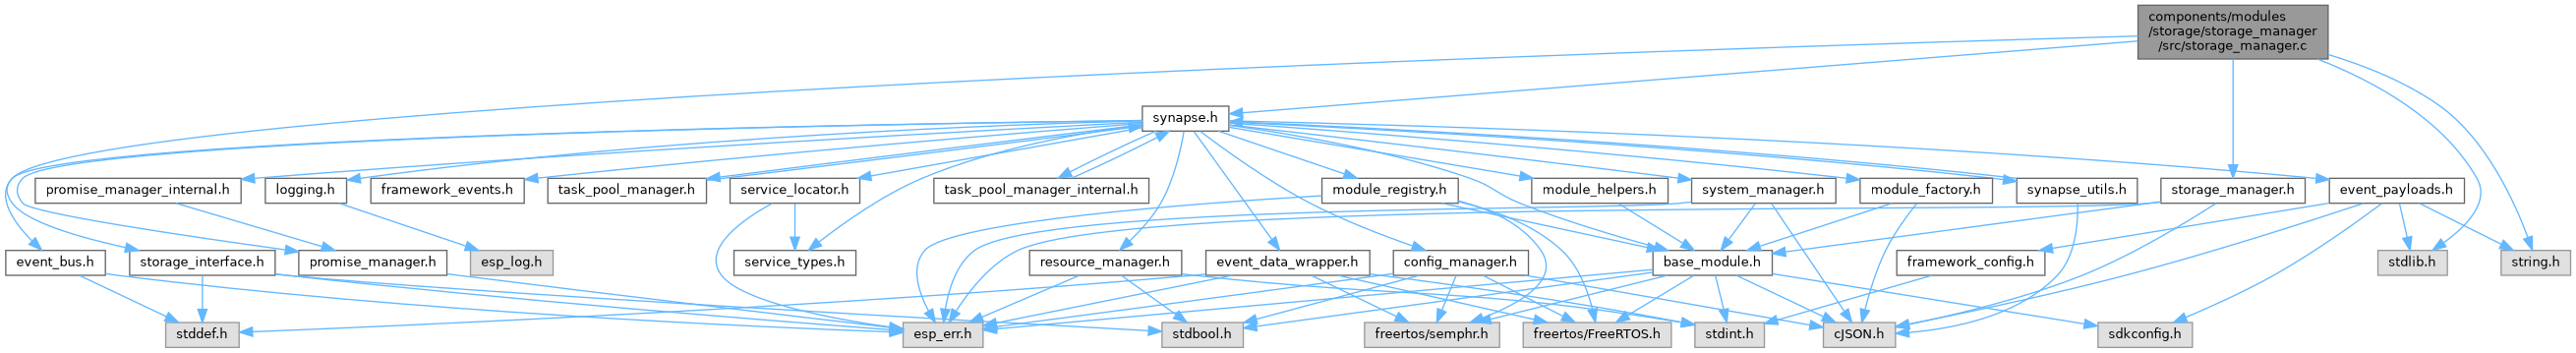 components/modules
/storage/storage_manager
/src/storage_manager.c
synapse.h
promise_manager_internal.h
logging.h
framework_events.h
task_pool_manager.h
service_locator.h
task_pool_manager_internal.h
module_registry.h
module_helpers.h
system_manager.h
module_factory.h
synapse_utils.h
storage_manager.h
event_payloads.h
event_bus.h
storage_interface.h
promise_manager.h
esp_log.h
service_types.h
resource_manager.h
event_data_wrapper.h
config_manager.h
base_module.h
framework_config.h
stdlib.h
string.h
stddef.h
esp_err.h
stdbool.h
freertos/semphr.h
freertos/FreeRTOS.h
stdint.h
cJSON.h
sdkconfig.h